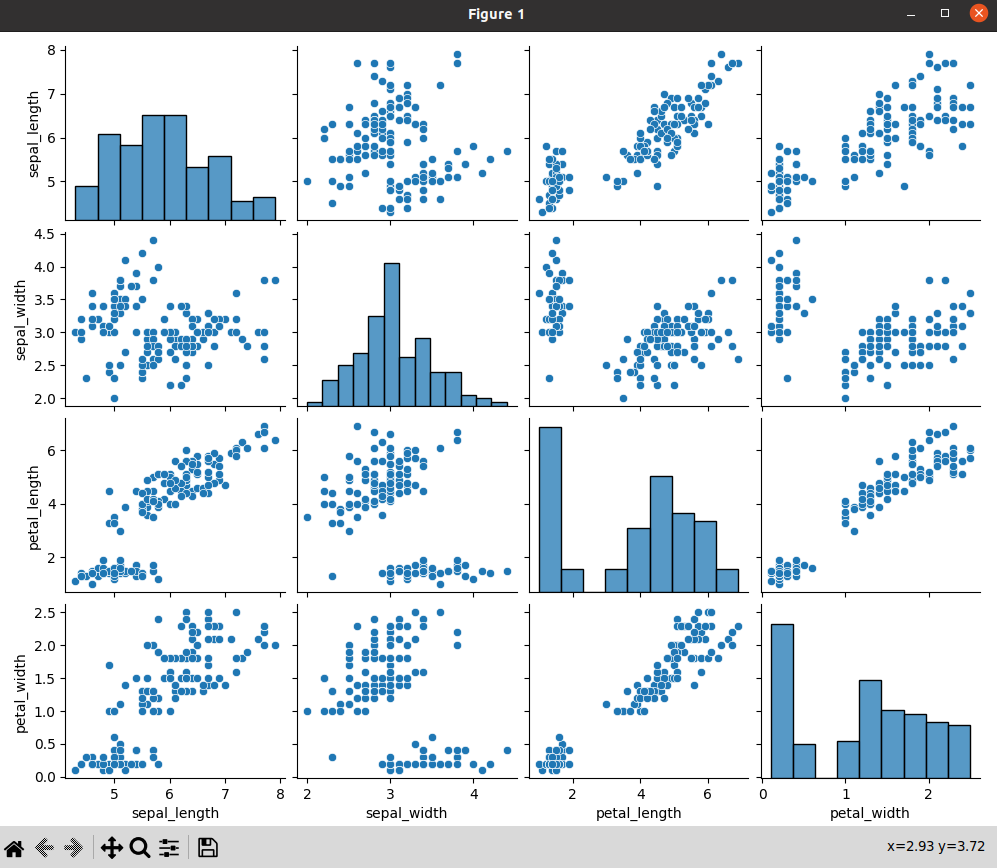 Figure 1
8
7
6
5
sepal_length
4.5
4.0
3.5
3.0
2.5
2.0
sepal_width
6
4
2
petal_length
2.5
2.0
1.5
1.0
0.5
0.0
petal_width
5 6 7 8
sepal_length
2 3 4
sepal_width
2 4 6
petal_length
0 1 2
petal_width
x=2.93 y=3.72